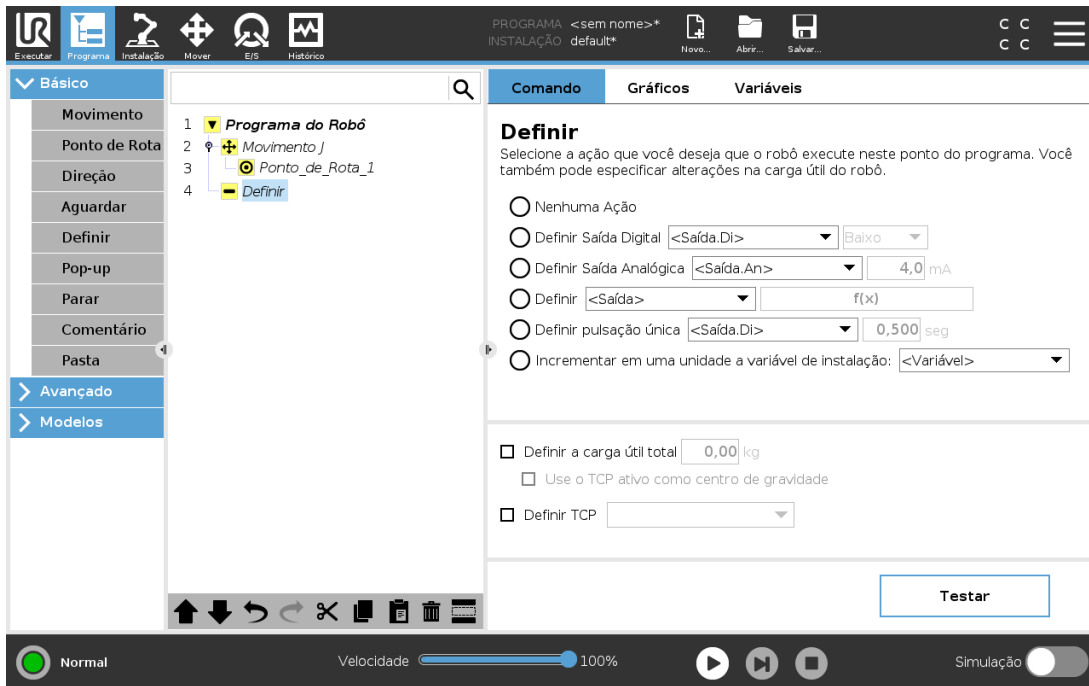 PROGRAMA <sem nome>*
INSTALAÇÃO default*
Executar Programa Instalação Mover E/S Histórico
Novo... Abrir... Salvar...
C C
C C
Básico
Movimento
Ponto de Rota
Direção
Aguardar
Definir
Pop-up
Parar
Comentário
Pasta
Avançado
Modelos
1 Programa do Robô
2 Movimento J
3 Ponto_de_Rota_1
4 Definir
Comando Gráficos Variáveis
Definir
Selecione a ação que você deseja que o robô execute neste ponto do programa. Você
também pode especificar alterações na carga útil do robô.
Nenhuma Ação
Definir Saída Digital <Saída.Di> Baixo
Definir Saída Analógica <Saída.An> 4,0 mA
Definir <Saída> f(x)
Definir pulsação única <Saída.Di> 0,500 seg
Incrementar em uma unidade a variável de instalação: <Variável>
Definir a carga útil total 0,00 kg
Use o TCP ativo como centro de gravidade
Definir TCP
Testar
Normal Velocidade 100% Simulação